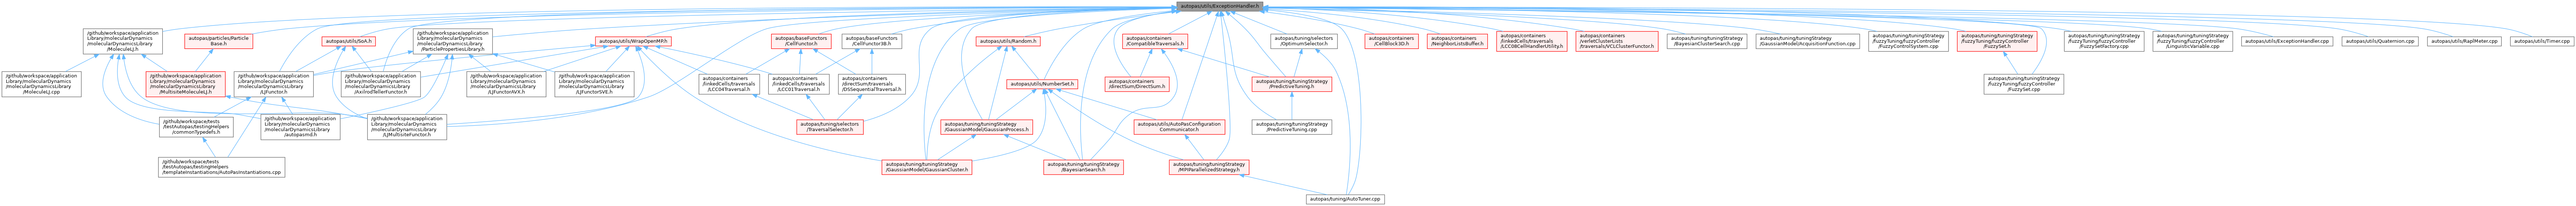 autopas/utils/ExceptionHandler.h
/github/workspace/application
Library/molecularDynamics
/molecularDynamicsLibrary
/MoleculeLJ.h
autopas/particles/Particle
Base.h
autopas/utils/SoA.h
/github/workspace/application
Library/molecularDynamics
/molecularDynamicsLibrary
/ParticlePropertiesLibrary.h
autopas/utils/WrapOpenMP.h
autopas/baseFunctors
/CellFunctor.h
autopas/baseFunctors
/CellFunctor3B.h
autopas/utils/Random.h
autopas/containers
/CompatibleTraversals.h
autopas/tuning/selectors
/OptimumSelector.h
autopas/containers
/CellBlock3D.h
autopas/containers
/NeighborListsBuffer.h
autopas/containers
/linkedCells/traversals
/LCC08CellHandlerUtility.h
autopas/containers
/verletClusterLists
/traversals/VCLClusterFunctor.h
autopas/tuning/tuningStrategy
/BayesianClusterSearch.cpp
autopas/tuning/tuningStrategy
/GaussianModel/AcquisitionFunction.cpp
autopas/tuning/tuningStrategy
/fuzzyTuning/fuzzyController
/FuzzyControlSystem.cpp
autopas/tuning/tuningStrategy
/fuzzyTuning/fuzzyController
/FuzzySet.h
autopas/tuning/tuningStrategy
/fuzzyTuning/fuzzyController
/FuzzySetFactory.cpp
autopas/tuning/tuningStrategy
/fuzzyTuning/fuzzyController
/LinguisticVariable.cpp
autopas/utils/ExceptionHandler.cpp
autopas/utils/Quaternion.cpp
autopas/utils/RaplMeter.cpp
autopas/utils/Timer.cpp
/github/workspace/application
Library/molecularDynamics
/molecularDynamicsLibrary
/MoleculeLJ.cpp
/github/workspace/application
Library/molecularDynamics
/molecularDynamicsLibrary
/MultisiteMoleculeLJ.h
/github/workspace/application
Library/molecularDynamics
/molecularDynamicsLibrary
/LJFunctor.h
/github/workspace/application
Library/molecularDynamics
/molecularDynamicsLibrary
/AxilrodTellerFunctor.h
/github/workspace/application
Library/molecularDynamics
/molecularDynamicsLibrary
/LJFunctorAVX.h
/github/workspace/application
Library/molecularDynamics
/molecularDynamicsLibrary
/LJFunctorSVE.h
autopas/containers
/linkedCells/traversals
/LCC04Traversal.h
autopas/containers
/linkedCells/traversals
/LCC01Traversal.h
autopas/containers
/directSum/traversals
/DSSequentialTraversal.h
autopas/utils/NumberSet.h
autopas/containers
/directSum/DirectSum.h
autopas/tuning/tuningStrategy
/PredictiveTuning.h
autopas/tuning/tuningStrategy
/fuzzyTuning/fuzzyController
/FuzzySet.cpp
/github/workspace/tests
/testAutopas/testingHelpers
/commonTypedefs.h
/github/workspace/application
Library/molecularDynamics
/molecularDynamicsLibrary
/autopasmd.h
/github/workspace/application
Library/molecularDynamics
/molecularDynamicsLibrary
/LJMultisiteFunctor.h
autopas/tuning/selectors
/TraversalSelector.h
autopas/tuning/tuningStrategy
/GaussianModel/GaussianProcess.h
autopas/utils/AutoPasConfiguration
Communicator.h
autopas/tuning/tuningStrategy
/PredictiveTuning.cpp
/github/workspace/tests
/testAutopas/testingHelpers
/templateInstantiations/AutoPasInstantiations.cpp
autopas/tuning/tuningStrategy
/GaussianModel/GaussianCluster.h
autopas/tuning/tuningStrategy
/BayesianSearch.h
autopas/tuning/tuningStrategy
/MPIParallelizedStrategy.h
autopas/tuning/AutoTuner.cpp